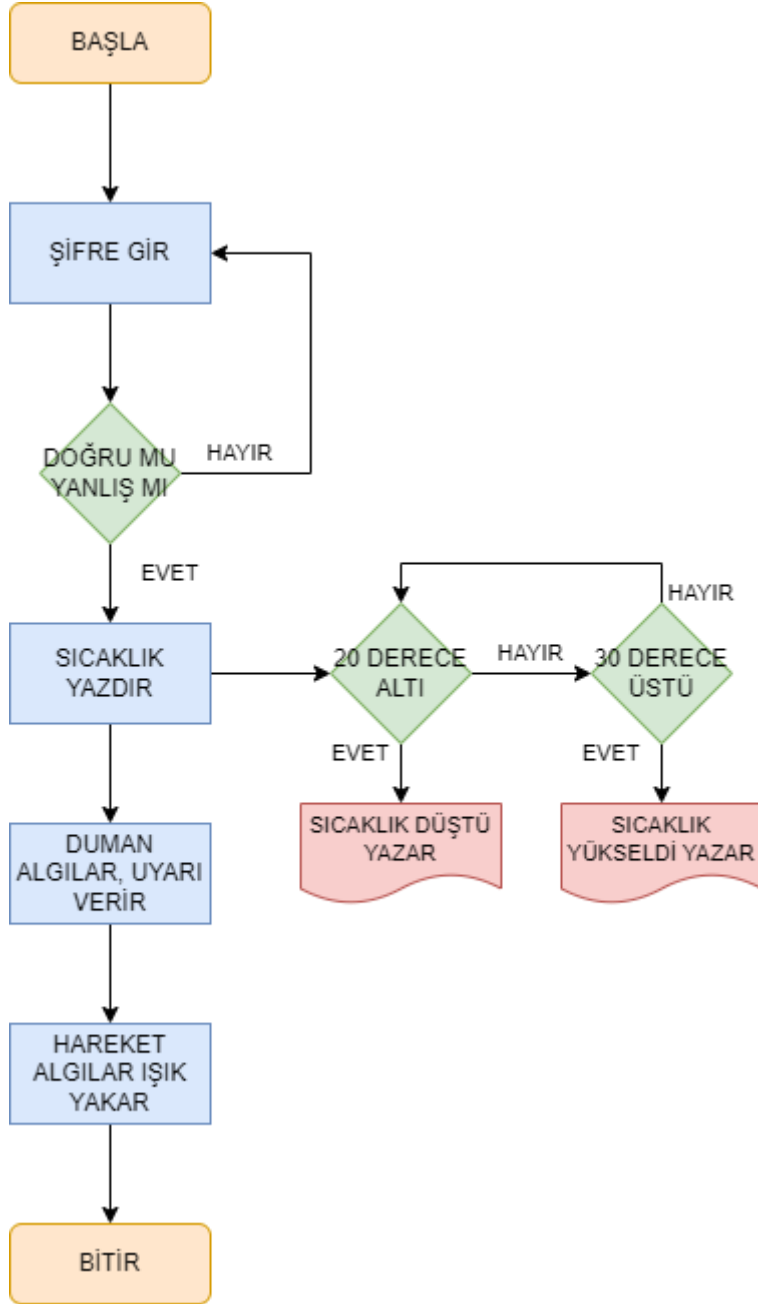 BAŞLA
ŞİFRE GİR
DOĞRU MU
YANLIŞ MI
HAYIR
EVET
SICAKLIK
YAZDIR
20 DERECE
ALTI
HAYIR
30 DERECE
ÜSTÜ
HAYIR
EVET
EVET
SICAKLIK DÜŞTÜ
YAZAR
SICAKLIK
YÜKSELDİ YAZAR
DUMAN
ALGILAR, UYARI
VERİR
HAREKET
ALGILAR IŞIK
YAKAR
BİTİR